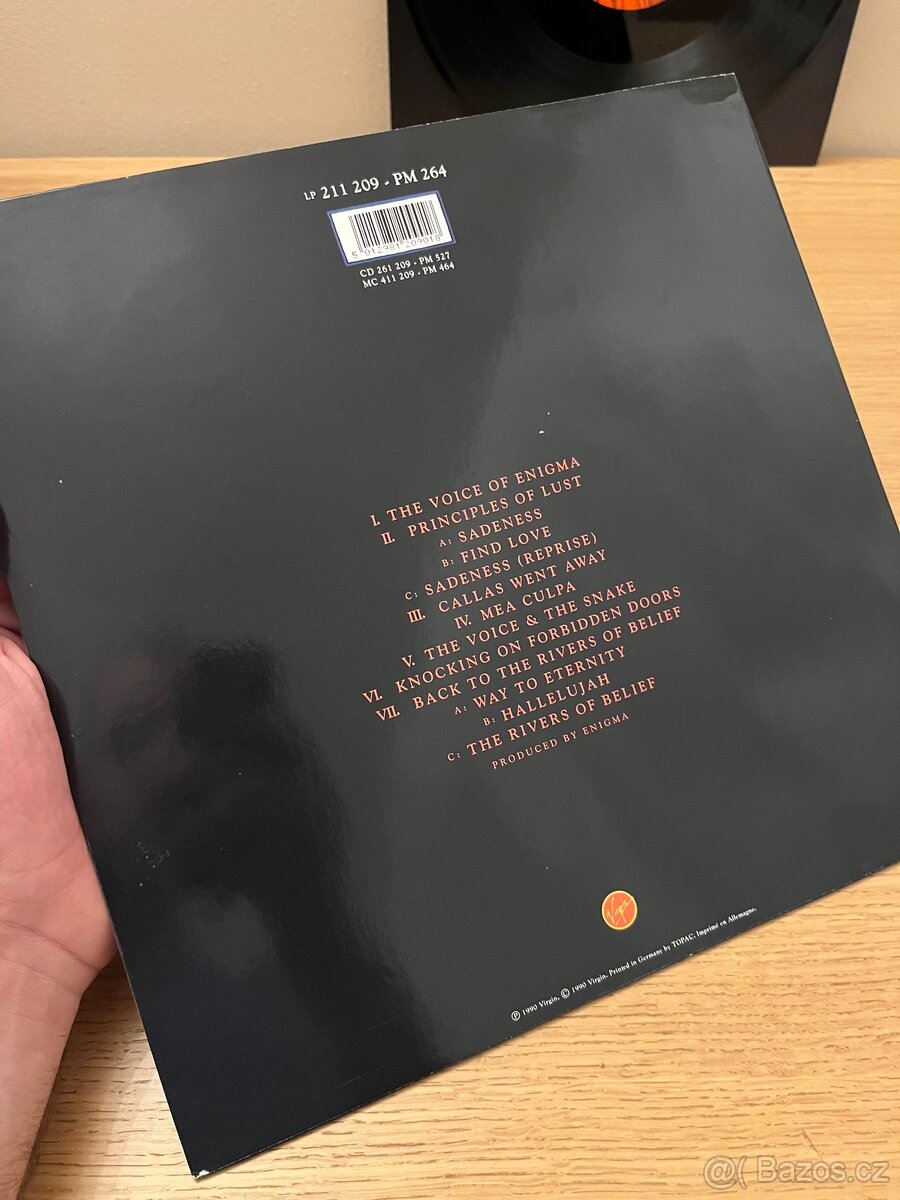 LP 211 209 - PM 264
5 012981 209018
CD 261 209 - PM 527
MC 411 209 - PM 464
I. THE VOICE OF ENIGMA
II. PRINCIPLES OF LUST
A: SADENESS
B: FIND LOVE
C: SADENESS (REPRISE)
III. CALLAS WENT AWAY
IV. MEA CULPA
V. THE VOICE & THE SNAKE
VI. KNOCKING ON FORBIDDEN DOORS
VII. BACK TO THE RIVERS OF BELIEF
A: WAY TO ETERNITY
B: HALLELUJAH
C: THE RIVERS OF BELIEF
PRODUCED BY ENIGMA
Virgin
℗ 1990 Virgin. © 1990 Virgin. Printed in Germany by TOPAC. Imprimé en Allemagne.
@( Bazos.cz